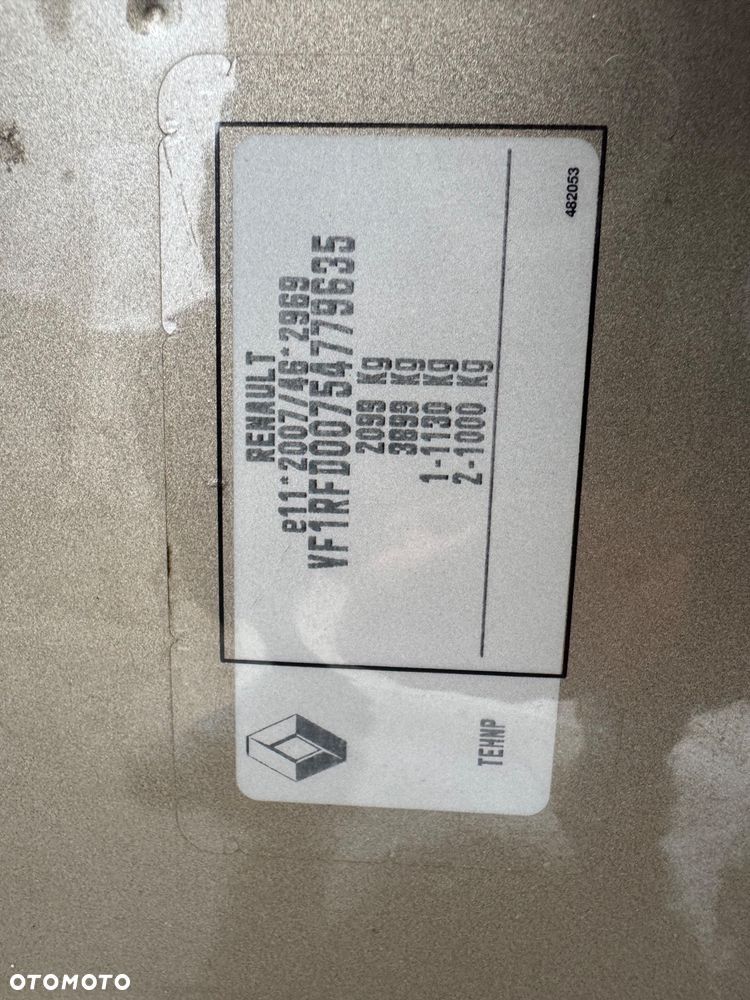 RENAULT
e11*2007/46*2969
VF1RFD00754779635
2099 Kg
3899 Kg
1-1130 Kg
2-1000 Kg
482053
TEHNP
OTOMOTO